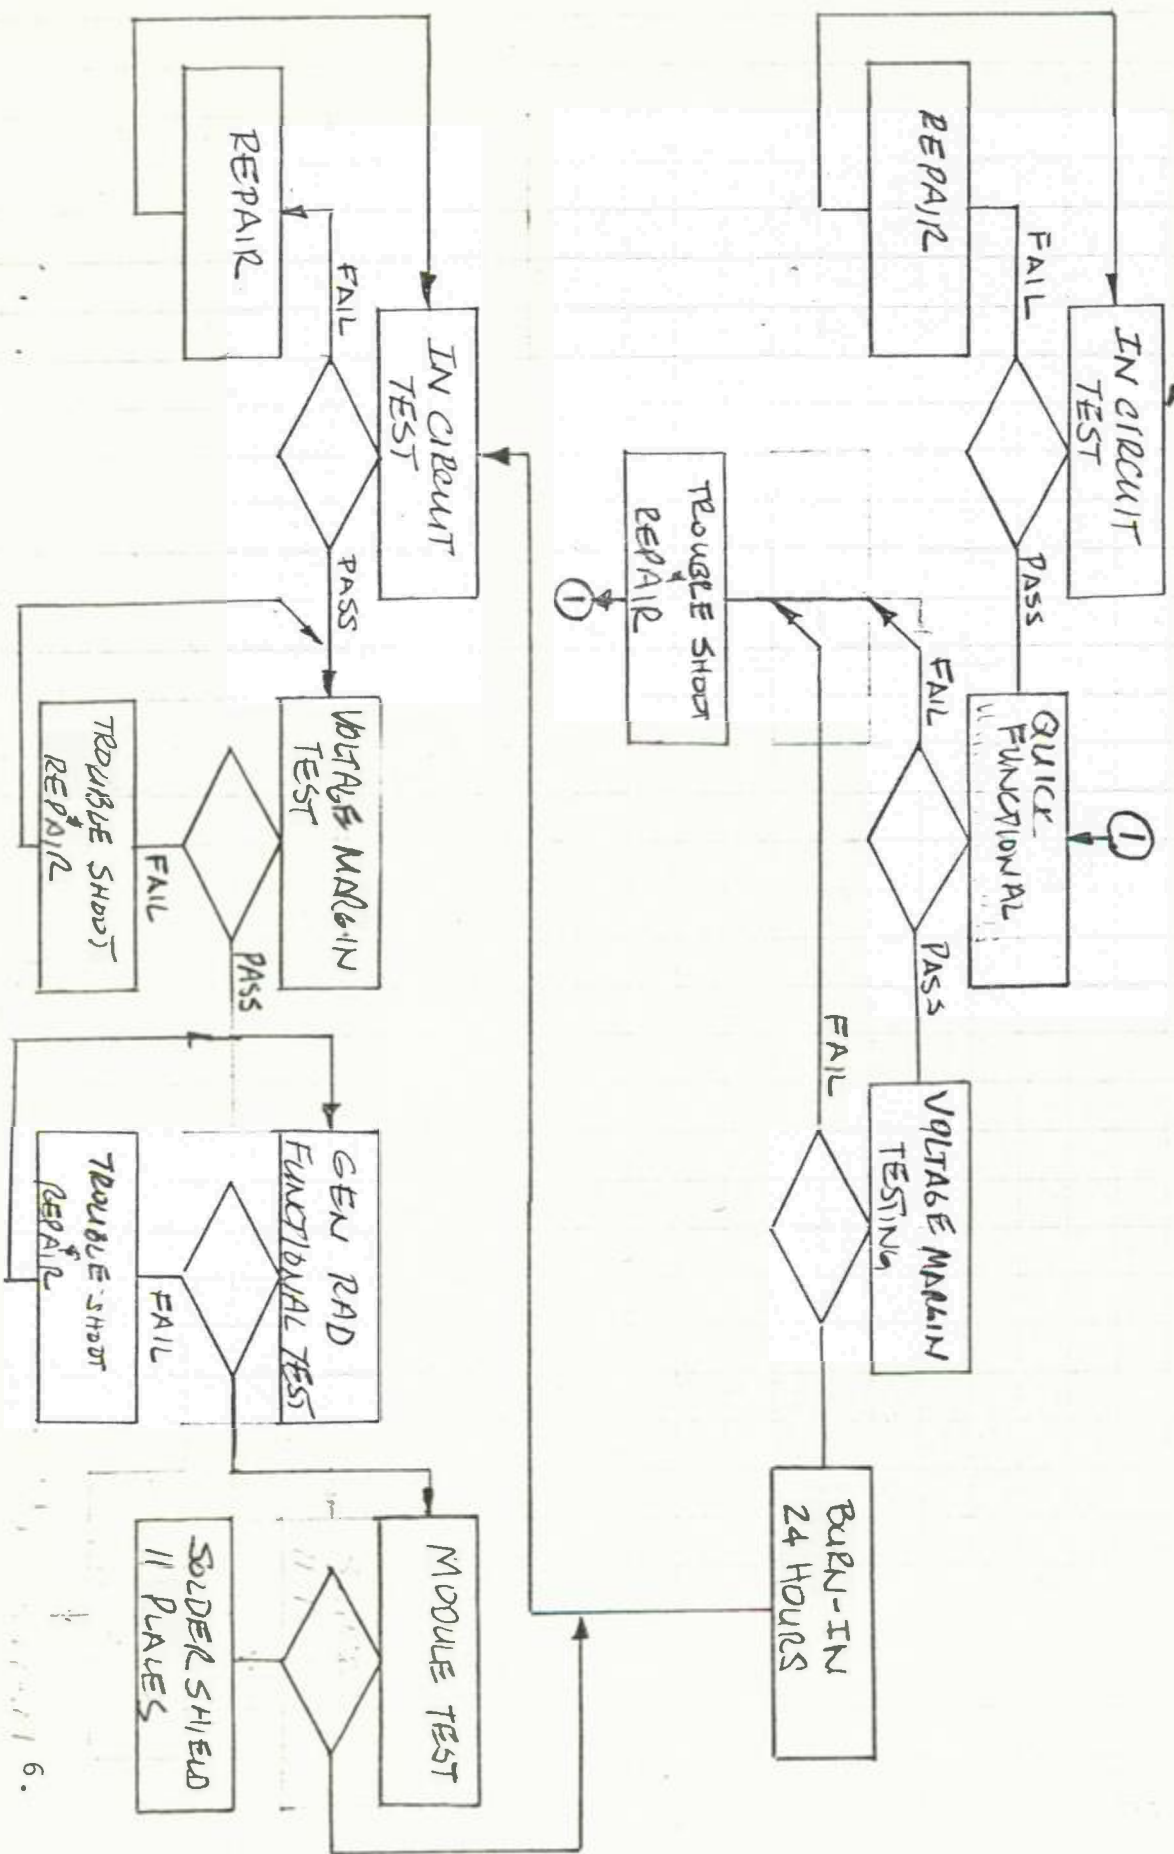 IN CIRCUIT
TEST
FAIL
PASS
REPAIR
①
QUICK
FUNCTIONAL
FAIL
PASS
TROUBLE SHOOT
&
REPAIR
①
VOLTAGE MARGIN
TESTING
FAIL
BURN-IN
24 HOURS
IN CIRCUIT
TEST
FAIL
PASS
REPAIR
VOLTAGE MARGIN
TEST
FAIL
PASS
TROUBLE SHOOT
&
REPAIR
GEN RAD
FUNCTIONAL TEST
FAIL
TROUBLE-SHOOT
&
REPAIR
MODULE TEST
SOLDER SHIELD
11 PLACES
6.